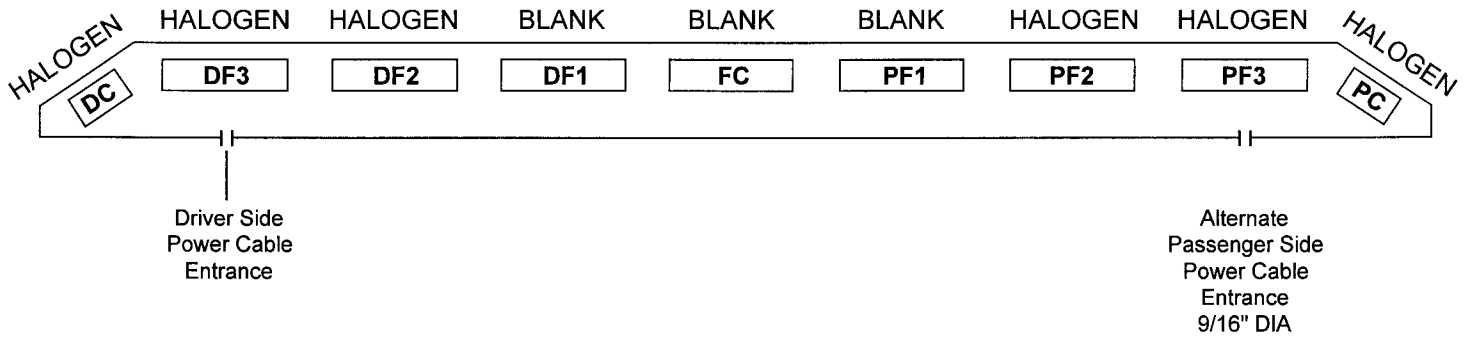 HALOGEN HALOGEN HALOGEN BLANK BLANK BLANK HALOGEN HALOGEN HALOGEN
DC DF3 DF2 DF1 FC PF1 PF2 PF3 PC
Driver Side
Power Cable
Entrance
Alternate
Passenger Side
Power Cable
Entrance
9/16" DIA